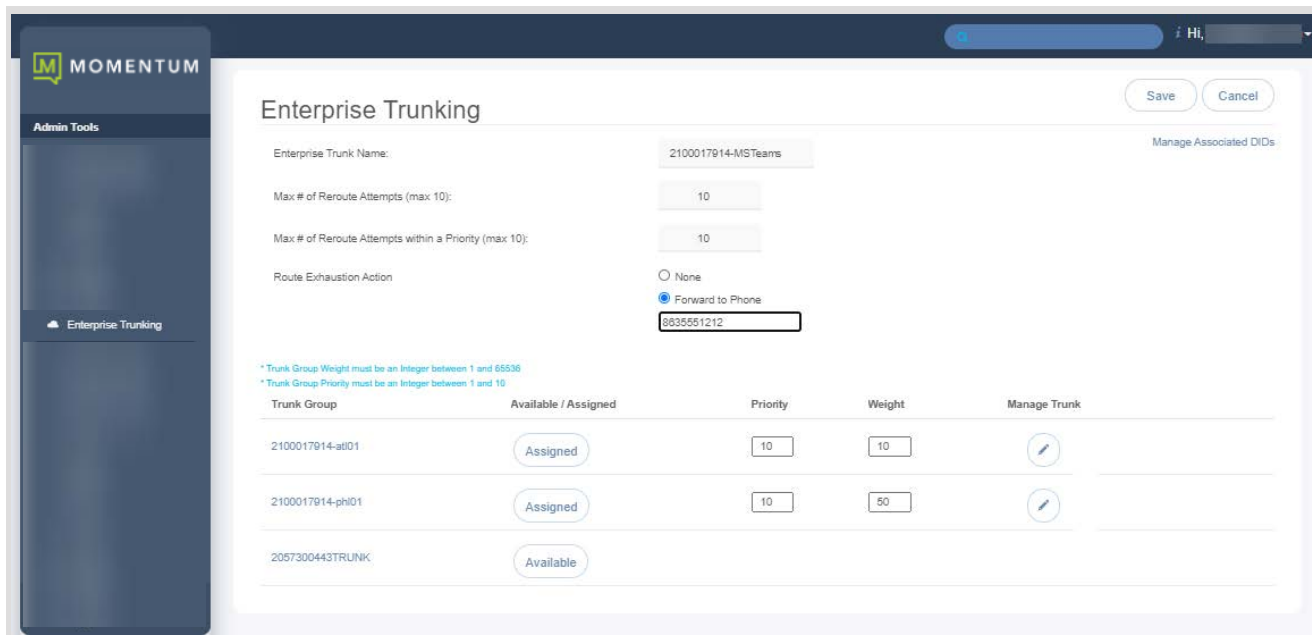 Hi,
M MOMENTUM
Admin Tools
Enterprise Trunking
Enterprise Trunking
Save
Cancel
Manage Associated DIDs
Enterprise Trunk Name:
2100017914-MSTeams
Max # of Reroute Attempts (max 10):
10
Max # of Reroute Attempts within a Priority (max 10):
10
Route Exhaustion Action
None
Forward to Phone
8635551212
* Trunk Group Weight must be an Integer between 1 and 65536
* Trunk Group Priority must be an Integer between 1 and 10
Trunk Group Available / Assigned Priority Weight Manage Trunk
2100017914-atl01 Assigned 10 10
2100017914-phl01 Assigned 10 50
2057300443TRUNK Available